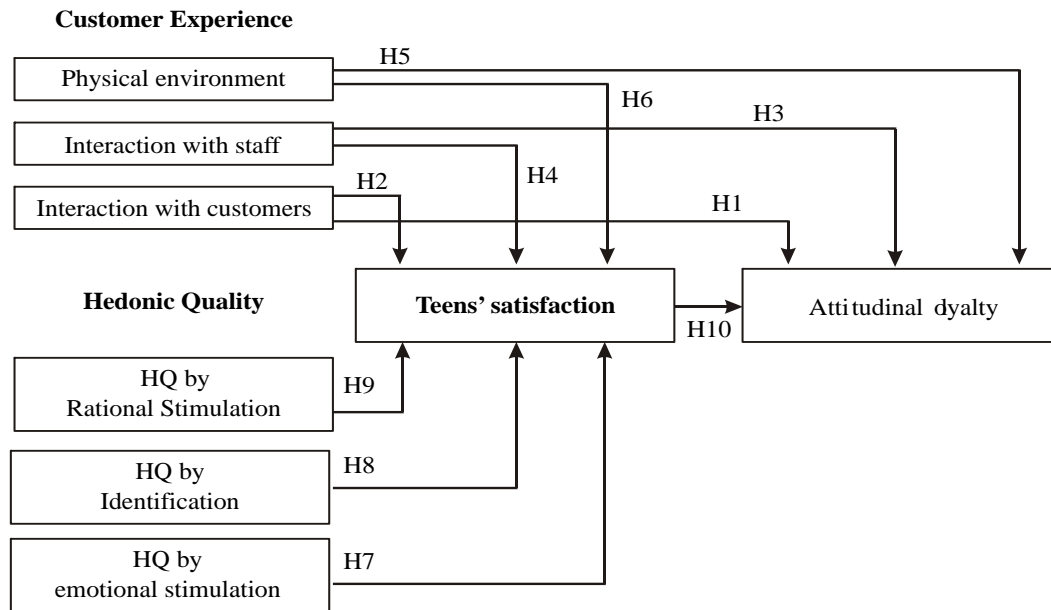 Customer Experience
H5
Physical environment
H6
H3
Interaction with staff
H4
H2
Interaction with customers
H1
Hedonic Quality
Teens' satisfaction
Attitudinal dyalty
H10
HQ by
Rational Stimulation
H9
HQ by
Identification
H8
HQ by
emotional stimulation
H7